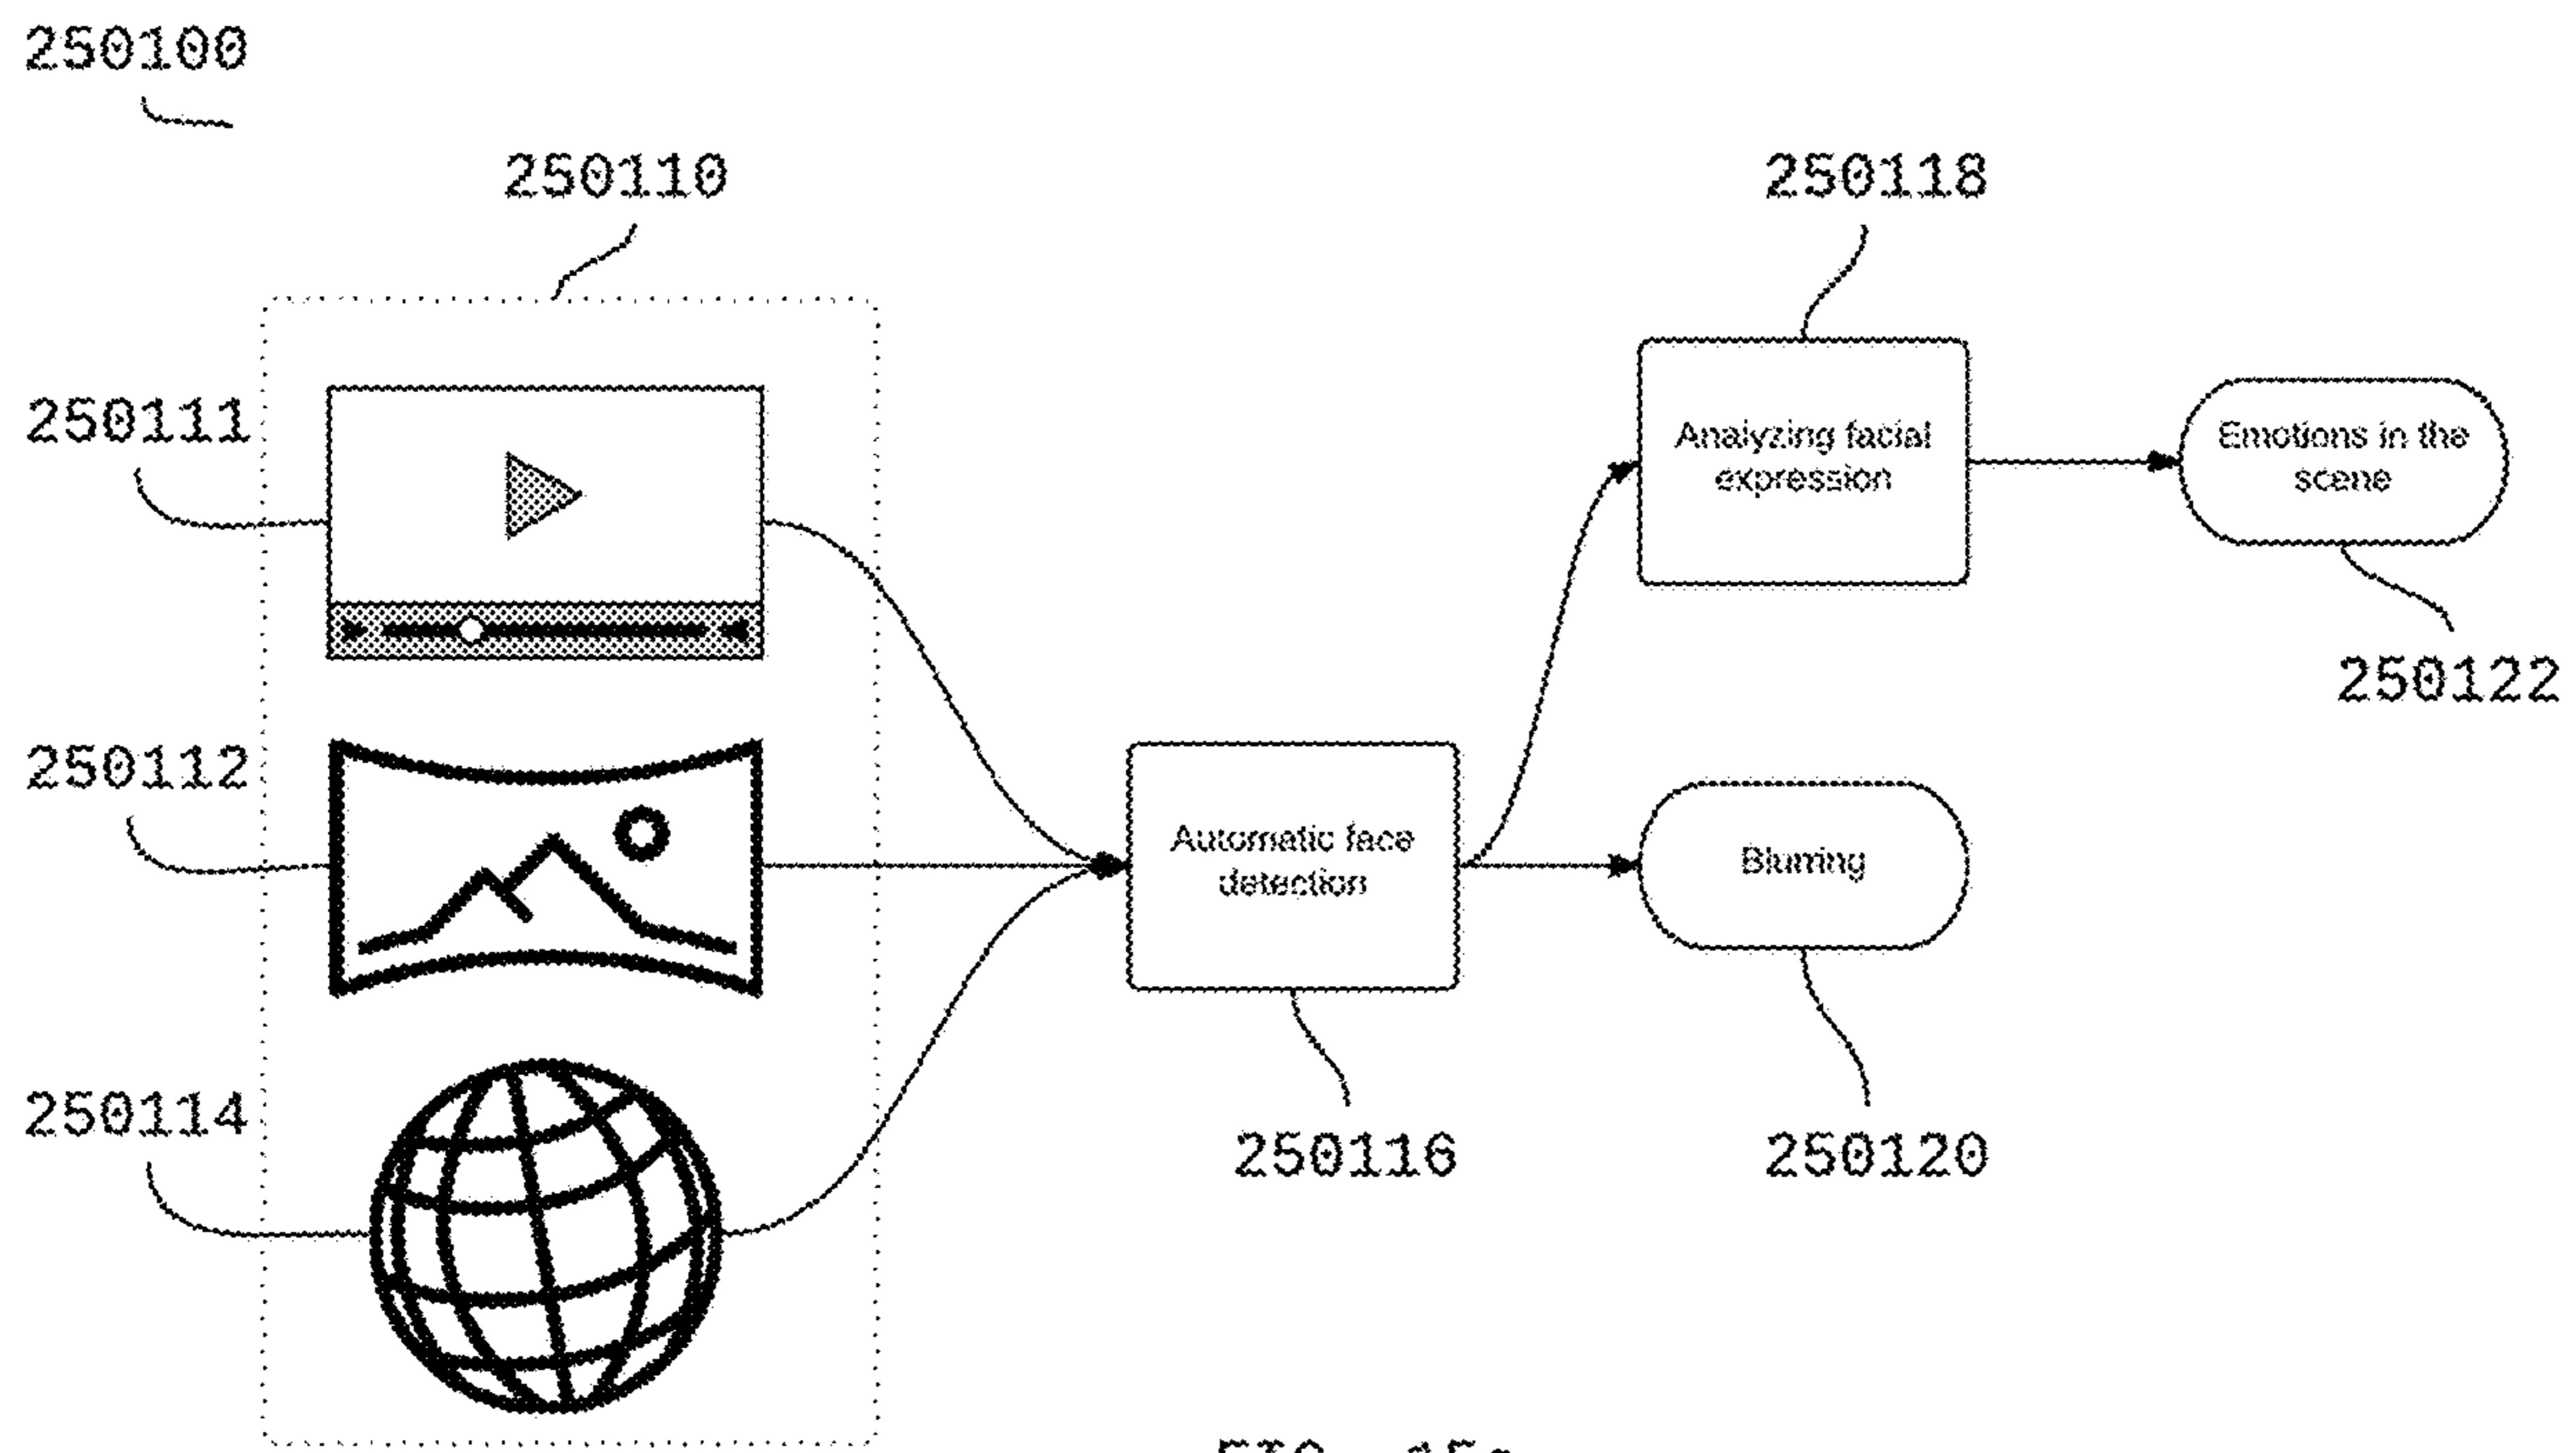 250100
250110
250118
250111
Analyzing facial
expression
Emotions in the
scene
250122
250112
Automatic face
detection
Blurring
250114
250116
250120